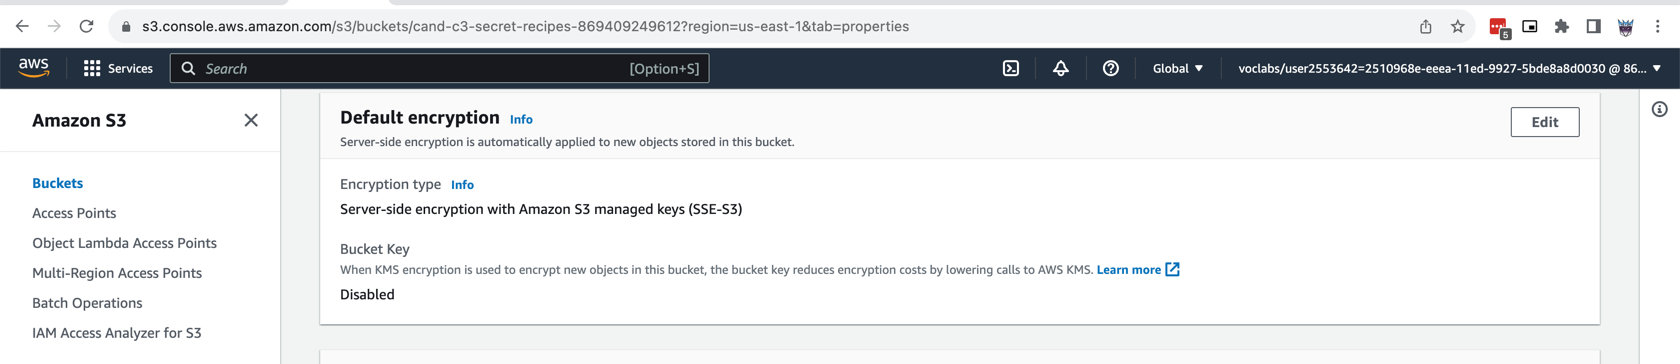 s3.console.aws.amazon.com/s3/buckets/cand-c3-secret-recipes-869409249612?region=us-east-1&tab=properties
5
aws Services Search [Option+S] Global voclabs/user2553642=2510968e-eeea-11ed-9927-5bde8a8d0030 @ 86...
Amazon S3
Buckets
Access Points
Object Lambda Access Points
Multi-Region Access Points
Batch Operations
IAM Access Analyzer for S3
Default encryption Info
Edit
Server-side encryption is automatically applied to new objects stored in this bucket.
Encryption type Info
Server-side encryption with Amazon S3 managed keys (SSE-S3)
Bucket Key
When KMS encryption is used to encrypt new objects in this bucket, the bucket key reduces encryption costs by lowering calls to AWS KMS. Learn more
Disabled